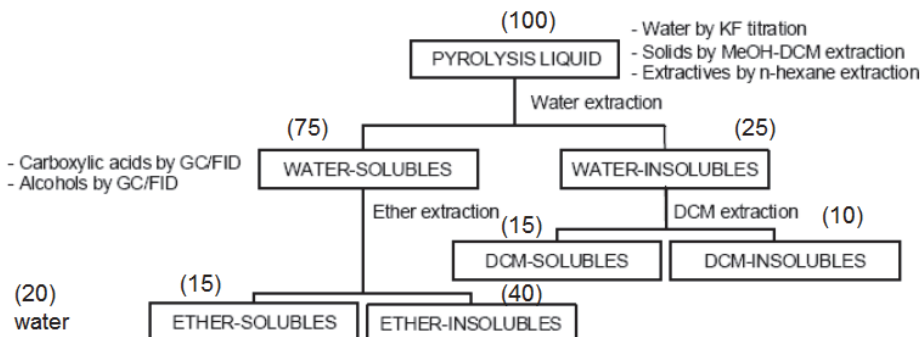 (100)
PYROLYSIS LIQUID
- Water by KF titration
- Solids by MeOH-DCM extraction
- Extractives by n-hexane extraction
Water extraction
(75)
(25)
- Carboxylic acids by GC/FID
- Alcohols by GC/FID
WATER-SOLUBLES
WATER-INSOLUBLES
Ether extraction
DCM extraction
(15)
(10)
DCM-SOLUBLES
DCM-INSOLUBLES
(20)
water
(15)
(40)
ETHER-SOLUBLES
ETHER-INSOLUBLES